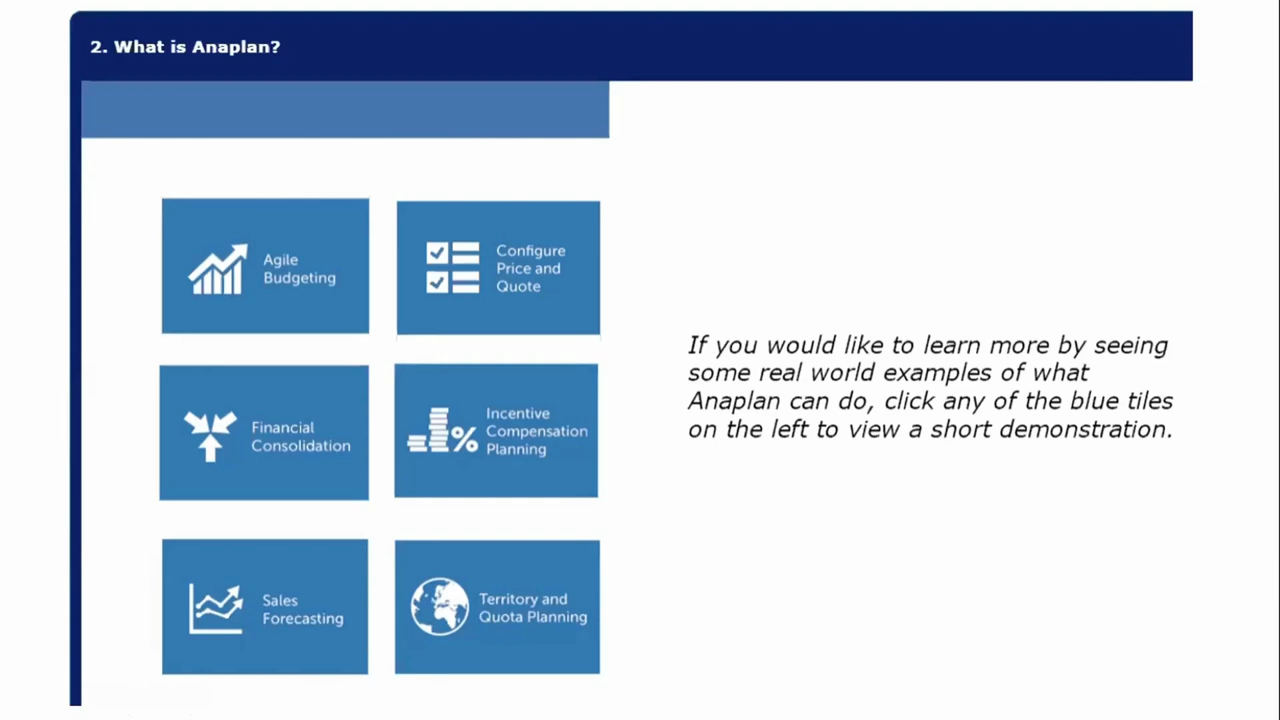 2. What is Anaplan?
Agile
Budgeting
Configure
Price and
Quote
Financial
Consolidation
Incentive
Compensation
Planning
%
Sales
Forecasting
Territory and
Quota Planning
If you would like to learn more by seeing
some real world examples of what
Anaplan can do, click any of the blue tiles
on the left to view a short demonstration.